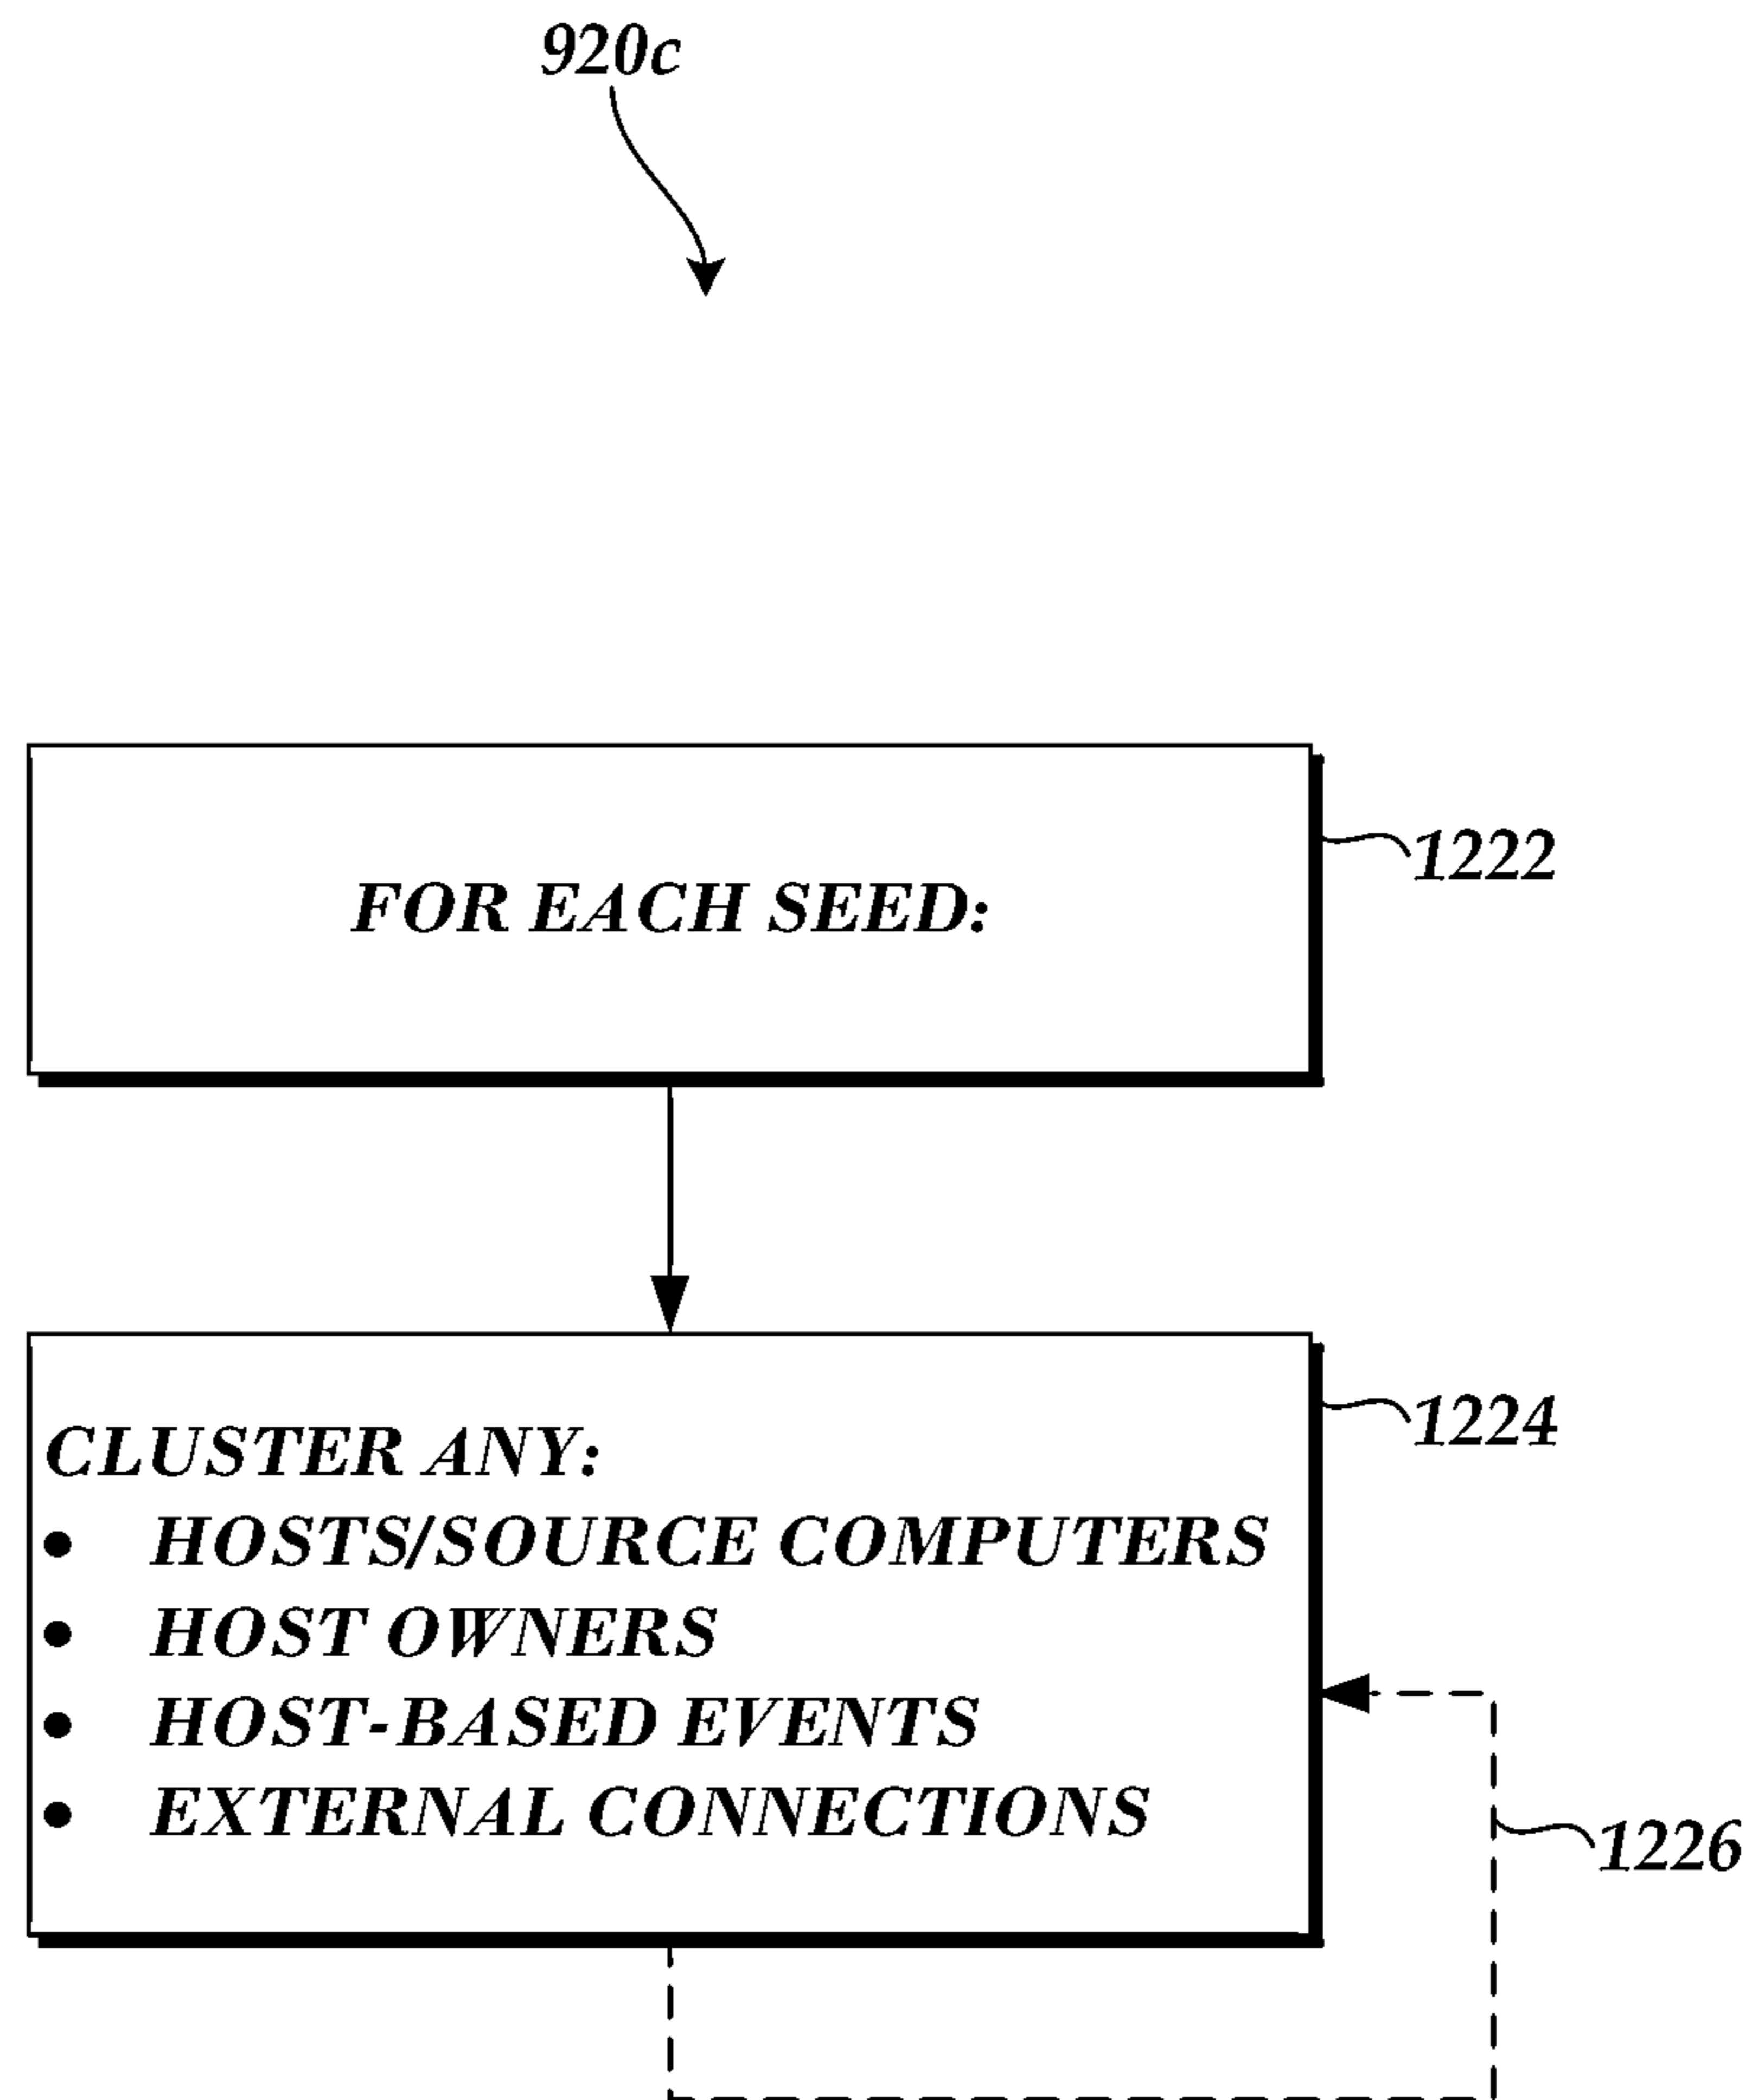 920c
FOR EACH SEED:
1222
CLUSTER ANY:
1224
• HOSTS/SOURCE COMPUTERS
• HOST OWNERS
• HOST-BASED EVENTS
• EXTERNAL CONNECTIONS
1226